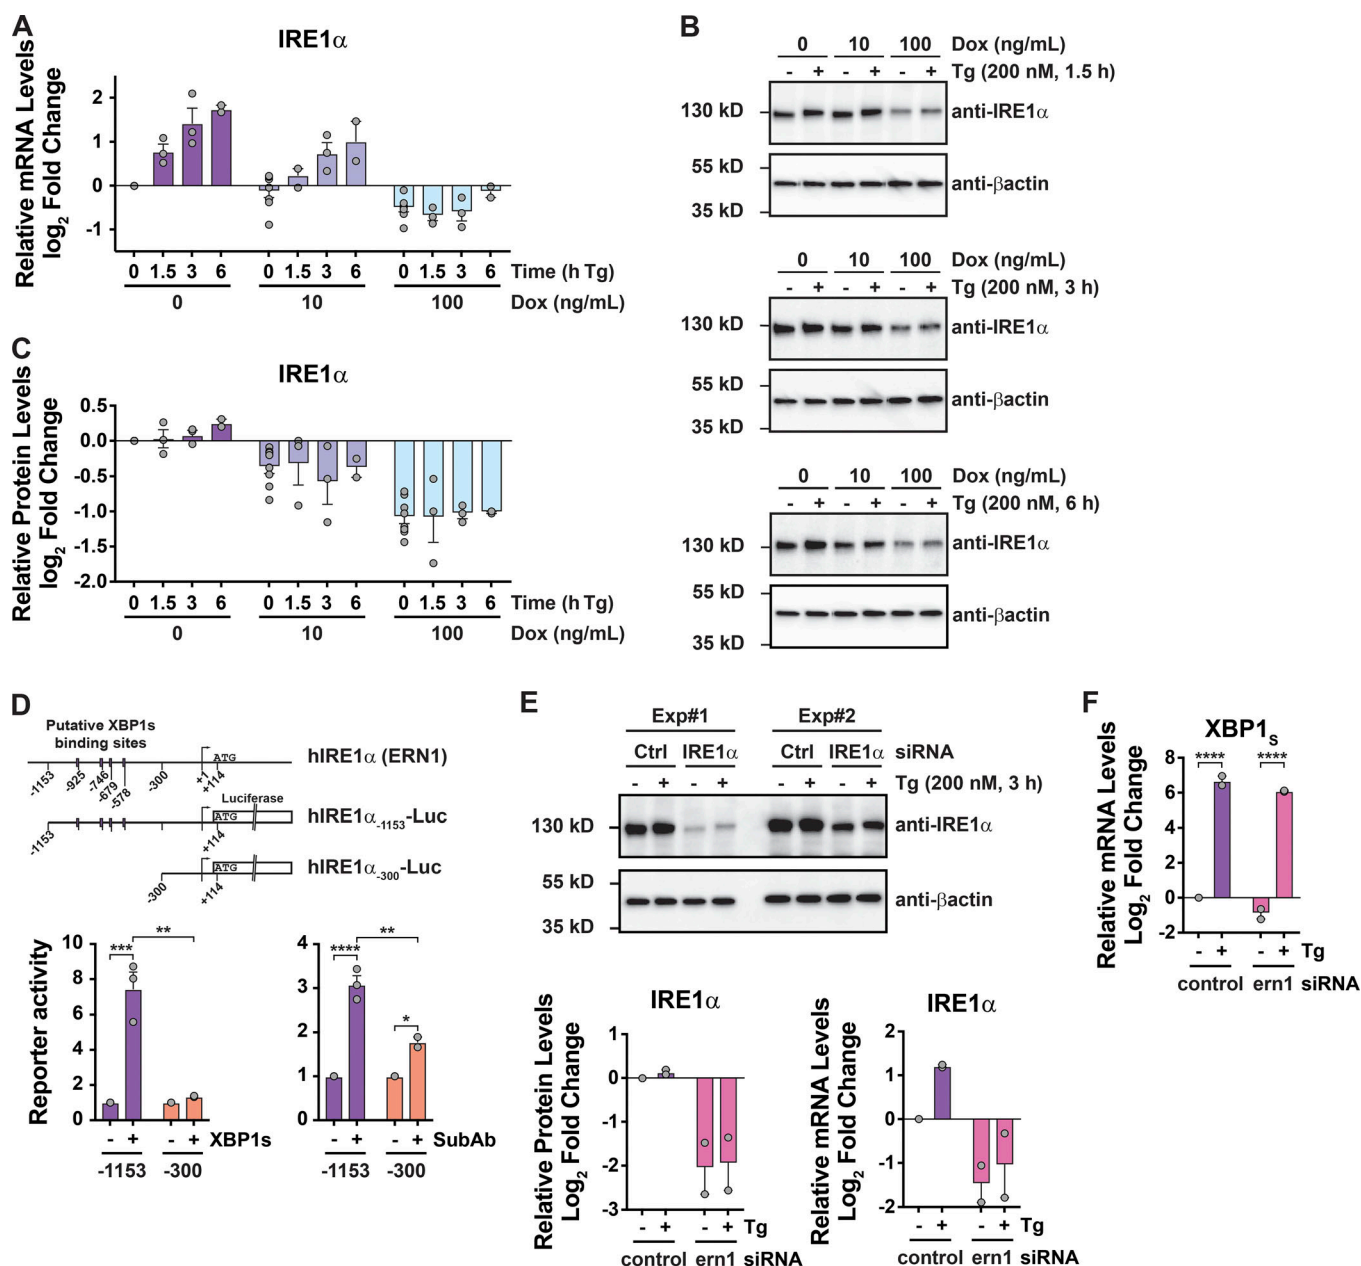 A
IRE1α
Relative mRNA Levels
log2 Fold Change
2
1
0
-1
0 1.5 3 6 0 1.5 3 6 0 1.5 3 6 Time (h Tg)
0 10 100 Dox (ng/mL)
B
0 10 100 Dox (ng/mL)
- + - + - + Tg (200 nM, 1.5 h)
130 kD anti-IRE1α
55 kD
anti-βactin
35 kD
0 10 100 Dox (ng/mL)
- + - + - + Tg (200 nM, 3 h)
130 kD anti-IRE1α
55 kD
anti-βactin
35 kD
0 10 100 Dox (ng/mL)
- + - + - + Tg (200 nM, 6 h)
130 kD anti-IRE1α
55 kD
anti-βactin
35 kD
C
IRE1α
Relative Protein Levels
log2 Fold Change
0.5
0.0
-0.5
-1.0
-1.5
-2.0
0 1.5 3 6 0 1.5 3 6 0 1.5 3 6 Time (h Tg)
0 10 100 Dox (ng/mL)
D
Putative XBP1s
binding sites
ATG hIRE1α (ERN1)
-1153 -925 -746 -679 -578 -300 +1 +114
Luciferase
ATG hIRE1α-1153-Luc
-1153 +114
ATG hIRE1α-300-Luc
-300 +114
Reporter activity
10
8
6
4
2
0
*** **
- + - + XBP1s
-1153 -300
4
3
2
1
0
**** **
*
- + - + SubAb
-1153 -300
E
Exp#1 Exp#2
Ctrl IRE1α Ctrl IRE1α siRNA
- + - + - + - + Tg (200 nM, 3 h)
130 kD anti-IRE1α
55 kD
anti-βactin
35 kD
IRE1α
Relative Protein Levels
Log2 Fold Change
1
0
-1
-2
-3
- + - + Tg
control ern1 siRNA
IRE1α
Relative mRNA Levels
Log2 Fold Change
2
1
0
-1
-2
- + - + Tg
control ern1 siRNA
F
XBP1S
Relative mRNA Levels
Log2 Fold Change
8
6
4
2
0
-2
**** ****
- + - + Tg
control ern1 siRNA